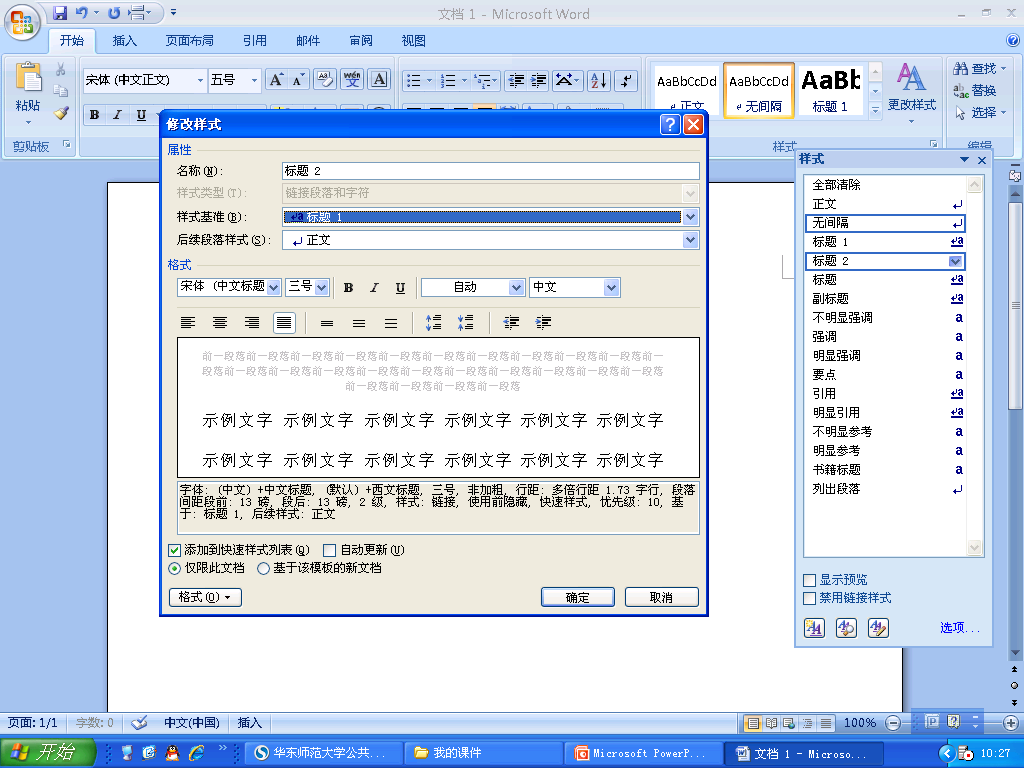 文档 1 - Microsoft Word
开始 插入 页面布局 引用 邮件 审阅 视图
宋体 (中文正文) 五号
粘贴
B I U
剪贴板
AaBbCcDd AaBbCcDd AaBb
正文 无间隔 标题 1
更改样式
样式
查找
替换
选择
编辑
修改样式
属性
名称(N): 标题 2
样式类型(T): 链接段落和字符
样式基准(B): 标题 1
后续段落样式(S): 正文
格式
宋体 (中文标题 三号 B I U 自动 中文
前一段落前一段落前一段落前一段落前一段落前一段落前一段落前一段落前一段落前一段落前一
段落前一段落前一段落前一段落前一段落前一段落前一段落前一段落前一段落前一段落前一段落
前一段落前一段落前一段落前一段落
示例文字 示例文字 示例文字 示例文字 示例文字 示例文字
示例文字 示例文字 示例文字 示例文字 示例文字 示例文字
字体: (中文) +中文标题, (默认) +西文标题, 三号, 非加粗, 行距: 多倍行距 1.73 字行, 段落
间距段前: 13 磅, 段后: 13 磅, 2 级, 样式: 链接, 使用前隐藏, 快速样式, 优先级: 10, 基
于: 标题 1, 后续样式: 正文
添加到快速样式列表(Q) 自动更新(U)
仅限此文档 基于该模板的新文档
格式(O) 确定 取消
样式
全部清除
正文
无间隔
标题 1
标题 2
标题
副标题
不明显强调
强调
明显强调
要点
引用
明显引用
不明显参考
明显参考
书籍标题
列出段落
显示预览
禁用链接样式
选项...
页面: 1/1 字数: 0 中文(中国) 插入 100%
开始 华东师范大学公共... 我的课件 Microsoft PowerP... 文档 1 - Microso... 10:27